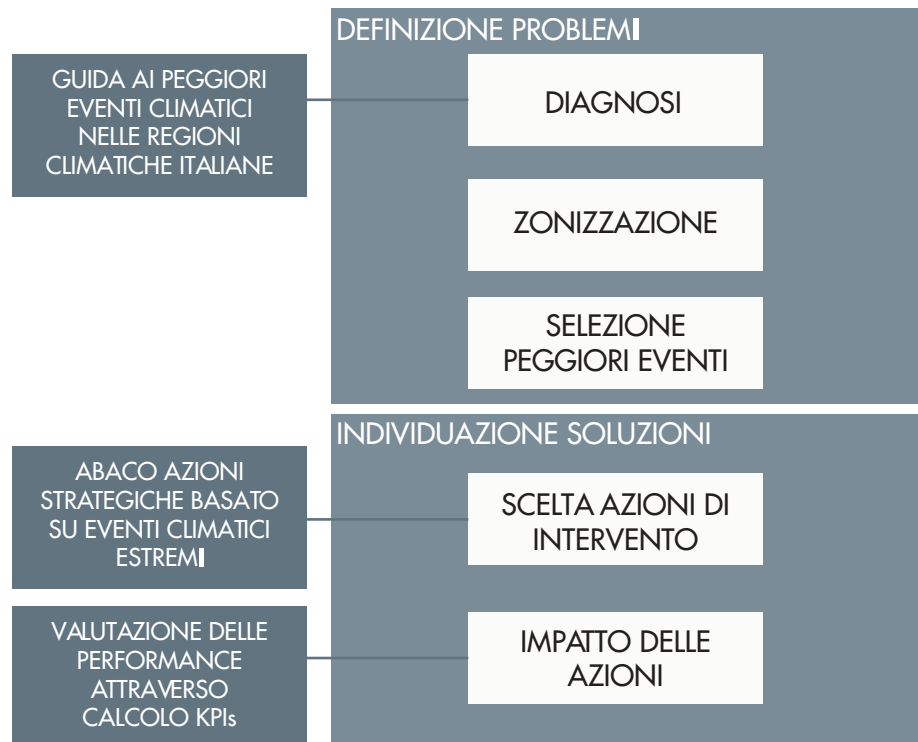 DEFINIZIONE PROBLEMI
GUIDA AI PEGGIORI
EVENTI CLIMATICI
NELLE REGIONI
CLIMATICHE ITALIANE
DIAGNOSI
ZONIZZAZIONE
SELEZIONE
PEGGIORI EVENTI
INDIVIDUAZIONE SOLUZIONI
ABACO AZIONI
STRATEGICHE BASATO
SU EVENTI CLIMATICI
ESTREMI
SCELTA AZIONI DI
INTERVENTO
VALUTAZIONE DELLE
PERFORMANCE
ATTRAVERSO
CALCOLO KPIs
IMPATTO DELLE
AZIONI